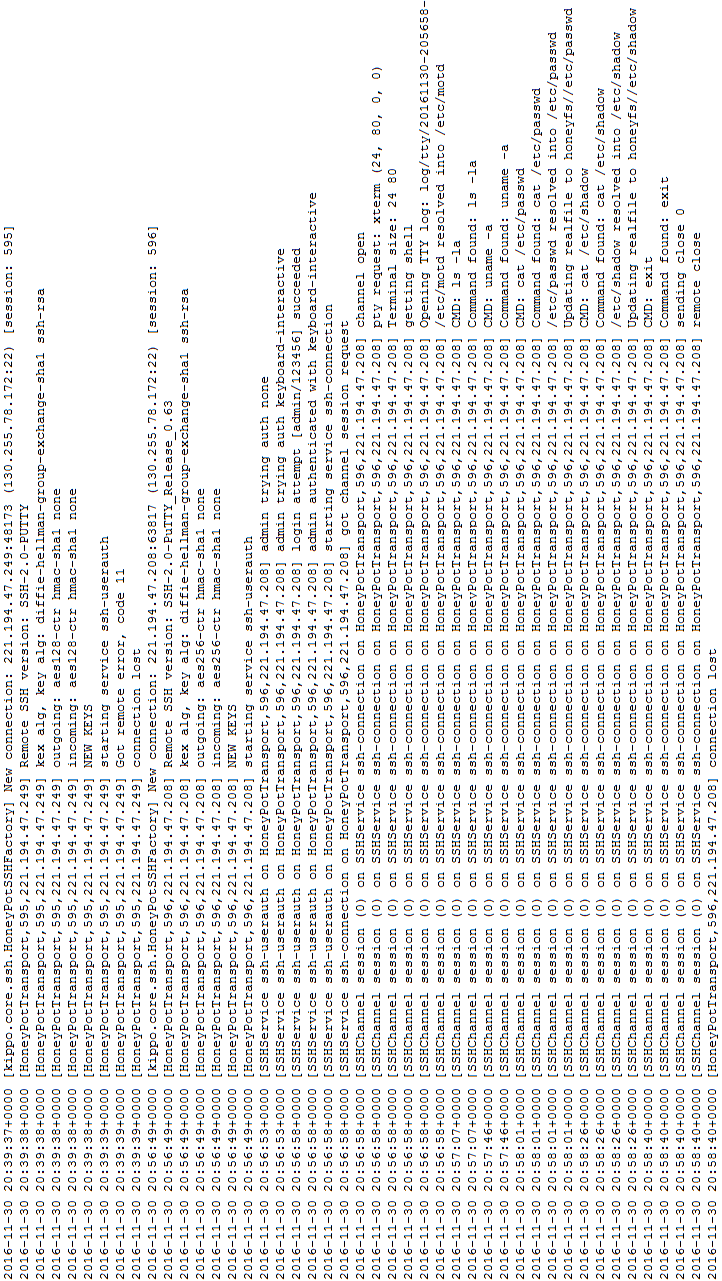 2016-11-30 20:39:37+0000 [kippo.core.ssh.HoneyPotSSHFactory] New connection: 221.194.47.249:48173 (130.255.78.172:22) [session: 595]
2016-11-30 20:39:38+0000 [HoneyPotTransport,595,221.194.47.249] Remote SSH version: SSH-2.0-PUTTY
2016-11-30 20:39:38+0000 [HoneyPotTransport,595,221.194.47.249] kex alg, key alg: diffie-hellman-group-exchange-sha1 ssh-rsa
2016-11-30 20:39:38+0000 [HoneyPotTransport,595,221.194.47.249] outgoing: aes128-ctr hmac-sha1 none
2016-11-30 20:39:38+0000 [HoneyPotTransport,595,221.194.47.249] incoming: aes128-ctr hmac-sha1 none
2016-11-30 20:39:38+0000 [HoneyPotTransport,595,221.194.47.249] NEW KEYS
2016-11-30 20:39:39+0000 [HoneyPotTransport,595,221.194.47.249] starting service ssh-userauth
2016-11-30 20:39:39+0000 [HoneyPotTransport,595,221.194.47.249] Got remote error, code 11
2016-11-30 20:39:39+0000 [HoneyPotTransport,595,221.194.47.249] connection lost
2016-11-30 20:56:49+0000 [kippo.core.ssh.HoneyPotSSHFactory] New connection: 221.194.47.208:63817 (130.255.78.172:22) [session: 596]
2016-11-30 20:56:49+0000 [HoneyPotTransport,596,221.194.47.208] Remote SSH version: SSH-2.0-PuTTY_Release_0.63
2016-11-30 20:56:49+0000 [HoneyPotTransport,596,221.194.47.208] kex alg, key alg: diffie-hellman-group-exchange-sha1 ssh-rsa
2016-11-30 20:56:49+0000 [HoneyPotTransport,596,221.194.47.208] outgoing: aes256-ctr hmac-sha1 none
2016-11-30 20:56:49+0000 [HoneyPotTransport,596,221.194.47.208] incoming: aes256-ctr hmac-sha1 none
2016-11-30 20:56:49+0000 [HoneyPotTransport,596,221.194.47.208] NEW KEYS
2016-11-30 20:56:49+0000 [HoneyPotTransport,596,221.194.47.208] starting service ssh-userauth
2016-11-30 20:56:53+0000 [SSHService ssh-userauth on HoneyPotTransport,596,221.194.47.208] admin trying auth none
2016-11-30 20:56:53+0000 [SSHService ssh-userauth on HoneyPotTransport,596,221.194.47.208] admin trying auth keyboard-interactive
2016-11-30 20:56:58+0000 [SSHService ssh-userauth on HoneyPotTransport,596,221.194.47.208] login attempt [admin/123456] succeeded
2016-11-30 20:56:58+0000 [SSHService ssh-userauth on HoneyPotTransport,596,221.194.47.208] admin authenticated with keyboard-interactive
2016-11-30 20:56:58+0000 [SSHService ssh-userauth on HoneyPotTransport,596,221.194.47.208] starting service ssh-connection
2016-11-30 20:56:58+0000 [SSHService ssh-connection on HoneyPotTransport,596,221.194.47.208] got channel session request
2016-11-30 20:56:58+0000 [SSHChannel session (0) on SSHService ssh-connection on HoneyPotTransport,596,221.194.47.208] channel open
2016-11-30 20:56:58+0000 [SSHChannel session (0) on SSHService ssh-connection on HoneyPotTransport,596,221.194.47.208] pty request: xterm (24, 80, 0, 0)
2016-11-30 20:56:58+0000 [SSHChannel session (0) on SSHService ssh-connection on HoneyPotTransport,596,221.194.47.208] Terminal size: 24 80
2016-11-30 20:56:58+0000 [SSHChannel session (0) on SSHService ssh-connection on HoneyPotTransport,596,221.194.47.208] getting shell
2016-11-30 20:56:58+0000 [SSHChannel session (0) on SSHService ssh-connection on HoneyPotTransport,596,221.194.47.208] Opening TTY log: log/tty/20161130-205658-
2016-11-30 20:56:58+0000 [SSHChannel session (0) on SSHService ssh-connection on HoneyPotTransport,596,221.194.47.208] /etc/motd resolved into /etc/motd
2016-11-30 20:57:07+0000 [SSHChannel session (0) on SSHService ssh-connection on HoneyPotTransport,596,221.194.47.208] CMD: ls -la
2016-11-30 20:57:07+0000 [SSHChannel session (0) on SSHService ssh-connection on HoneyPotTransport,596,221.194.47.208] Command found: ls -la
2016-11-30 20:57:46+0000 [SSHChannel session (0) on SSHService ssh-connection on HoneyPotTransport,596,221.194.47.208] CMD: uname -a
2016-11-30 20:57:46+0000 [SSHChannel session (0) on SSHService ssh-connection on HoneyPotTransport,596,221.194.47.208] Command found: uname -a
2016-11-30 20:58:01+0000 [SSHChannel session (0) on SSHService ssh-connection on HoneyPotTransport,596,221.194.47.208] CMD: cat /etc/passwd
2016-11-30 20:58:01+0000 [SSHChannel session (0) on SSHService ssh-connection on HoneyPotTransport,596,221.194.47.208] Command found: cat /etc/passwd
2016-11-30 20:58:01+0000 [SSHChannel session (0) on SSHService ssh-connection on HoneyPotTransport,596,221.194.47.208] /etc/passwd resolved into /etc/passwd
2016-11-30 20:58:01+0000 [SSHChannel session (0) on SSHService ssh-connection on HoneyPotTransport,596,221.194.47.208] Updating realfile to honeyfs//etc/passwd
2016-11-30 20:58:26+0000 [SSHChannel session (0) on SSHService ssh-connection on HoneyPotTransport,596,221.194.47.208] CMD: cat /etc/shadow
2016-11-30 20:58:26+0000 [SSHChannel session (0) on SSHService ssh-connection on HoneyPotTransport,596,221.194.47.208] Command found: cat /etc/shadow
2016-11-30 20:58:26+0000 [SSHChannel session (0) on SSHService ssh-connection on HoneyPotTransport,596,221.194.47.208] /etc/shadow resolved into /etc/shadow
2016-11-30 20:58:26+0000 [SSHChannel session (0) on SSHService ssh-connection on HoneyPotTransport,596,221.194.47.208] Updating realfile to honeyfs//etc/shadow
2016-11-30 20:58:40+0000 [SSHChannel session (0) on SSHService ssh-connection on HoneyPotTransport,596,221.194.47.208] CMD: exit
2016-11-30 20:58:40+0000 [SSHChannel session (0) on SSHService ssh-connection on HoneyPotTransport,596,221.194.47.208] Command found: exit
2016-11-30 20:58:40+0000 [SSHChannel session (0) on SSHService ssh-connection on HoneyPotTransport,596,221.194.47.208] sending close 0
2016-11-30 20:58:40+0000 [SSHChannel session (0) on SSHService ssh-connection on HoneyPotTransport,596,221.194.47.208] remote close
2016-11-30 20:58:40+0000 [HoneyPotTransport,596,221.194.47.208] connection lost